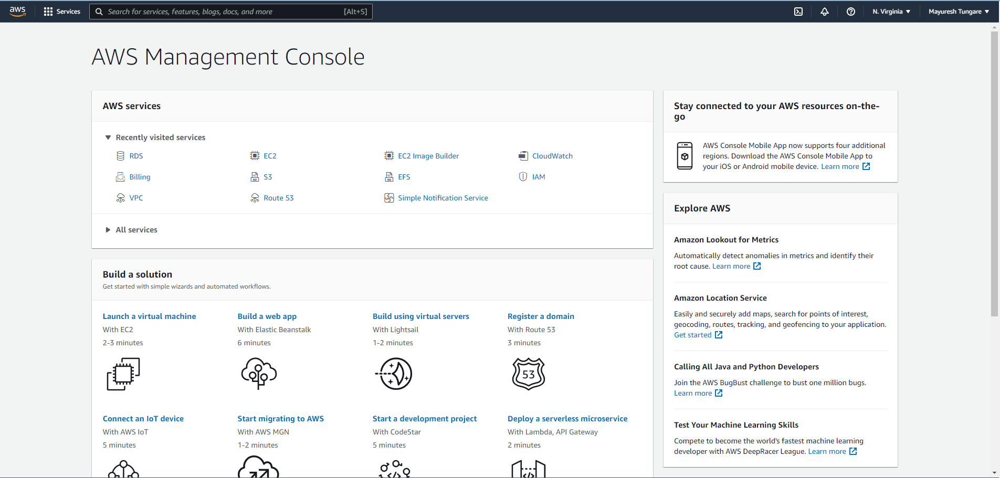 aws
Services
Search for services, features, blogs, docs, and more
[Alt+S]
N. Virginia
Mayuresh Tungare
AWS Management Console
AWS services
Recently visited services
RDS
EC2
EC2 Image Builder
CloudWatch
Billing
S3
EFS
IAM
VPC
Route 53
Simple Notification Service
All services
Build a solution
Get started with simple wizards and automated workflows.
Launch a virtual machine
With EC2
2-3 minutes
Build a web app
With Elastic Beanstalk
6 minutes
Build using virtual servers
With Lightsail
1-2 minutes
Register a domain
With Route 53
3 minutes
53
Connect an IoT device
With AWS IoT
5 minutes
Start migrating to AWS
With AWS MGN
1-2 minutes
Start a development project
With CodeStar
5 minutes
Deploy a serverless microservice
With Lambda, API Gateway
2 minutes
Stay connected to your AWS resources on-the-
go
AWS Console Mobile App now supports four additional
regions. Download the AWS Console Mobile App to
your iOS or Android mobile device. Learn more
Explore AWS
Amazon Lookout for Metrics
Automatically detect anomalies in metrics and identify their
root cause. Learn more
Amazon Location Service
Easily and securely add maps, search for points of interest,
geocoding, routes, tracking, and geofencing to your application.
Get started
Calling All Java and Python Developers
Join the AWS BugBust challenge to bust one million bugs.
Learn more
Test Your Machine Learning Skills
Compete to become the world's fastest machine learning
developer with AWS DeepRacer League. Learn more